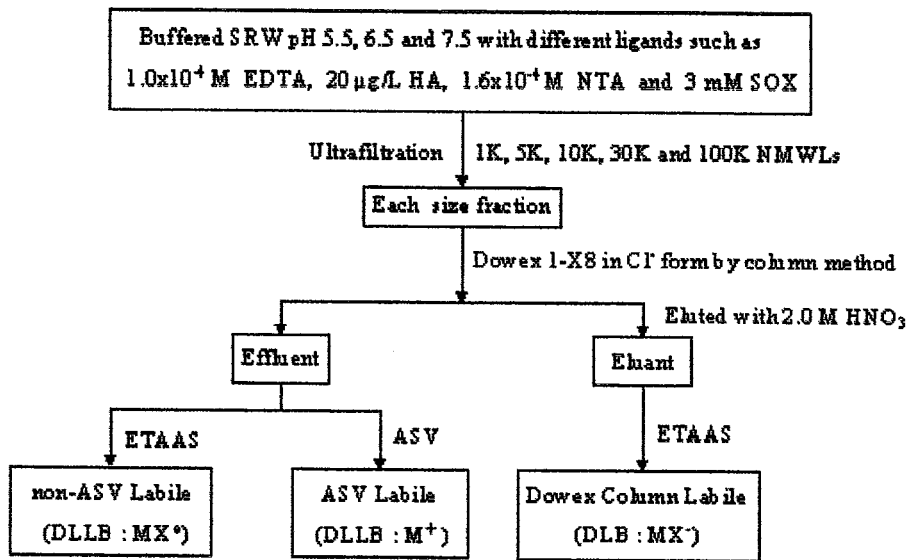 Buffered SRW pH 5.5, 6.5 and 7.5 with different ligands such as
1.0x10⁻⁴ M EDTA, 20 µg/L HA, 1.6x10⁻⁴ M NTA and 3 mM SOX
Ultrafiltration 1K, 5K, 10K, 30K and 100K NMWLs
Each size fraction
Dowex 1-X8 in Cl⁻ form by column method
Eluted with 2.0 M HNO₃
Effluent
Eluant
ETAAS
ASV
ETAAS
non-ASV Labile
(DLLB : MX°)
ASV Labile
(DLLB : M⁺)
Dowex Column Labile
(DLB : MX⁻)